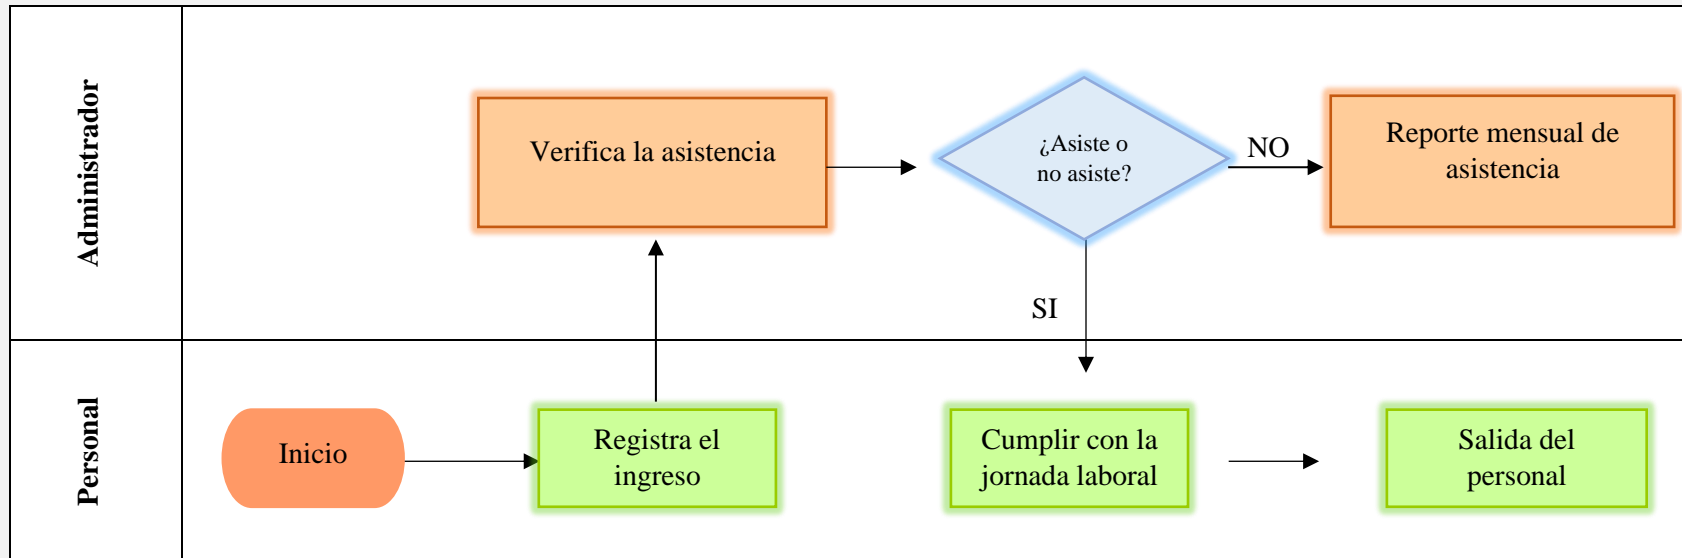 Administrador
Verifica la asistencia
¿Asiste o
no asiste?
NO
Reporte mensual de
asistencia
SI
Personal
Inicio
Registra el
ingreso
Cumplir con la
jornada laboral
Salida del
personal